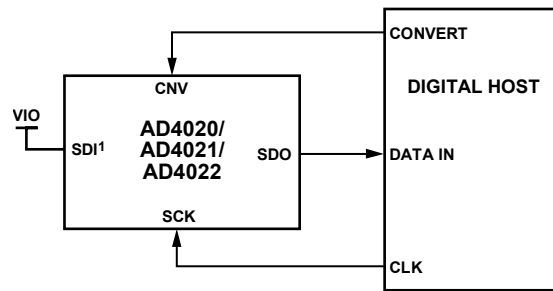 CONVERT
CNV
DIGITAL HOST
VIO
AD4020/
AD4021/
AD4022
SDI¹
SDO
DATA IN
SCK
CLK